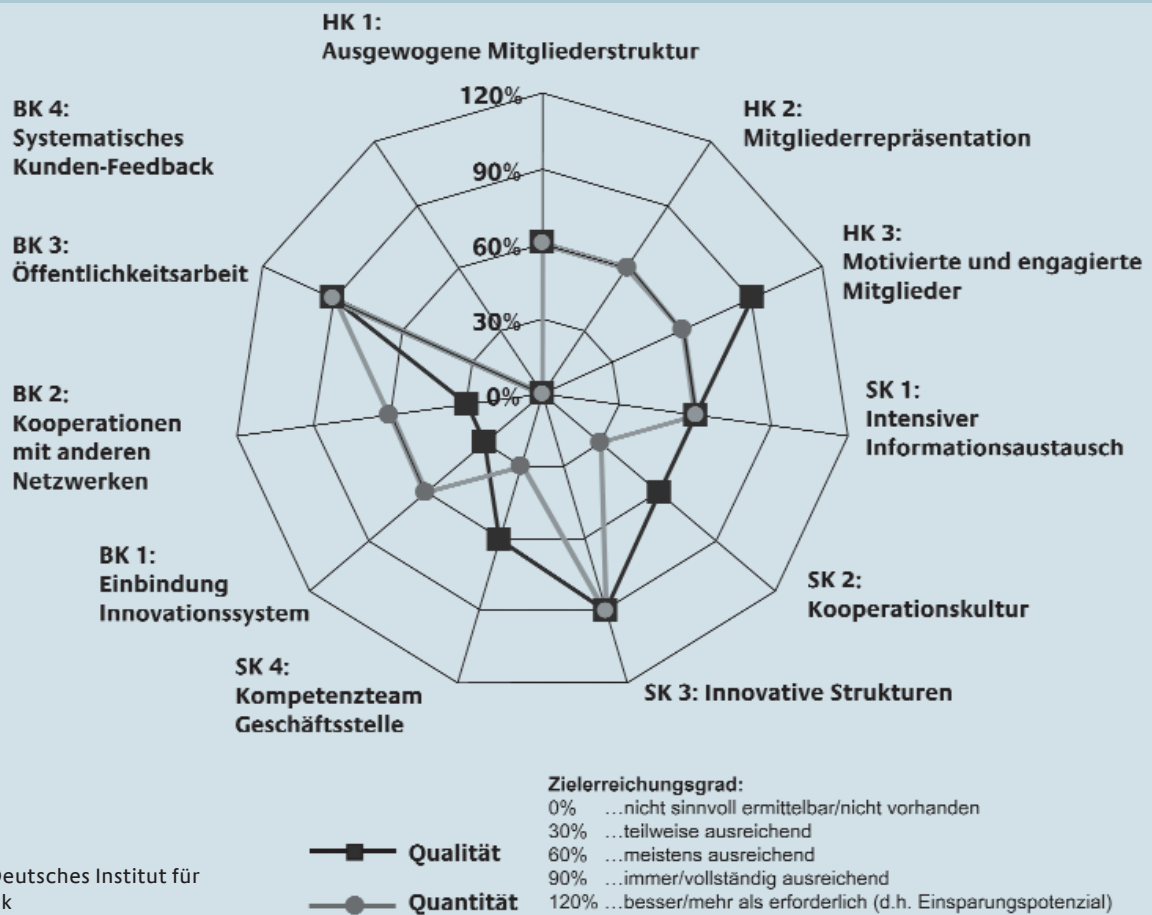 HK 1:
Ausgewogene Mitgliederstruktur
HK 2:
Mitgliederrepräsentation
HK 3:
Motivierte und engagierte
Mitglieder
SK 1:
Intensiver
Informationsaustausch
SK 2:
Kooperationskultur
SK 3: Innovative Strukturen
SK 4:
Kompetenzteam
Geschäftsstelle
BK 1:
Einbindung
Innovationssystem
BK 2:
Kooperationen
mit anderen
Netzwerken
BK 3:
Öffentlichkeitsarbeit
BK 4:
Systematisches
Kunden-Feedback
120%
90%
60%
30%
0%
Qualität
Quantität
Zielerreichungsgrad:
0% ...nicht sinnvoll ermittelbar/nicht vorhanden
30% ...teilweise ausreichend
60% ...meistens ausreichend
90% ...immer/vollständig ausreichend
120% ...besser/mehr als erforderlich (d.h. Einsparungspotenzial)
Deutsches Institut für
k